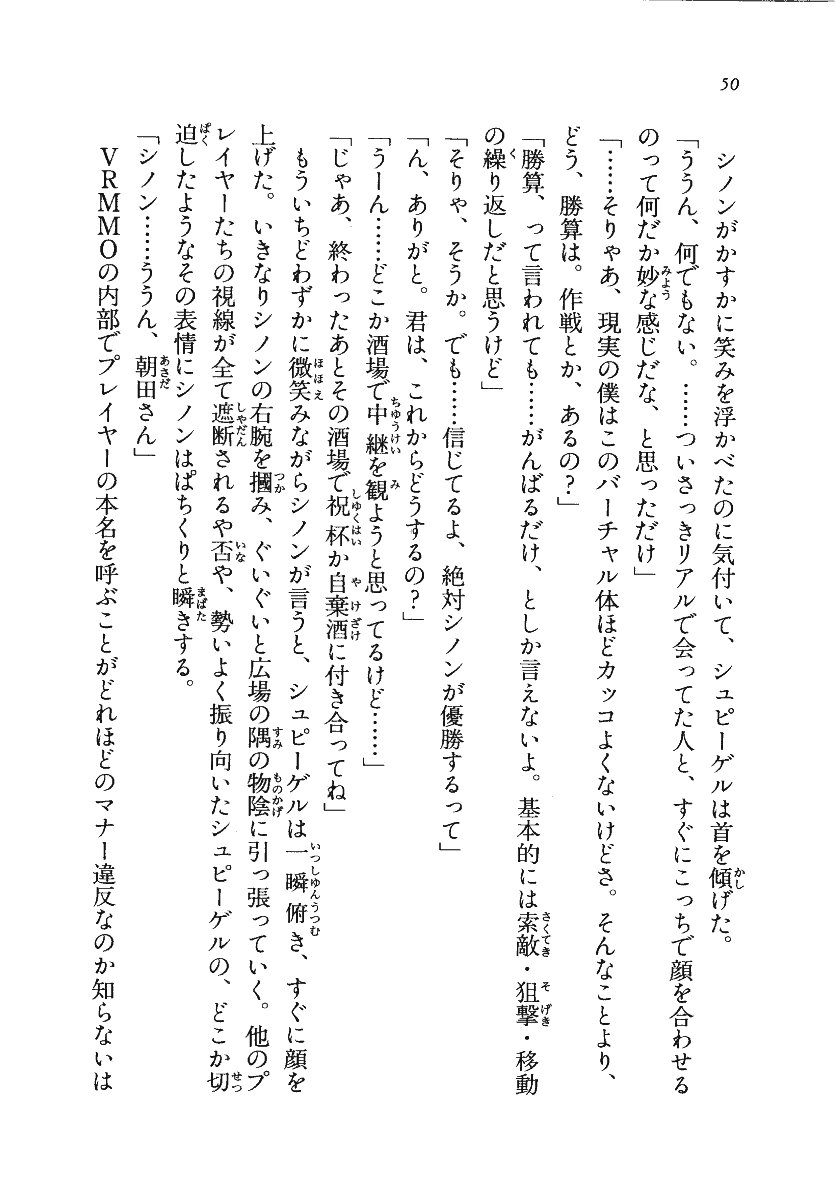 50
シノンがかすかに笑みを浮かべたのに気付いて、シュピーゲルは首を傾げた。
「ううん、何でもない。……ついさっきリアルで会ってた人と、すぐにこっちで顔を合わせる
のって何だか妙な感じだな、と思っただけ」
「……そりゃあ、現実の僕はこのバーチャル体ほどカッコよくないけどさ。そんなことより、
どう、勝算は。作戦とか、あるの?」
「勝算、って言われても……がんばるだけ、としか言えないよ。基本的には索敵・狙撃・移動
の繰り返しだと思うけど」
「そりゃ、そうか。でも……信じてるよ、絶対シノンが優勝するって」
「ん、ありがと。君は、これからどうするの?」
「うーん……どこか酒場で中継を観ようと思ってるけど……」
「じゃあ、終わったあとその酒場で祝杯か自棄酒に付き合ってね」
もういちどわずかに微笑みながらシノンが言うと、シュピーゲルは一瞬俯き、すぐに顔を
上げた。いきなりシノンの右腕を摑み、ぐいぐいと広場の隅の物陰に引っ張っていく。他のプ
レイヤーたちの視線が全て遮断されるや否や、勢いよく振り向いたシュピーゲルの、どこか切
迫したようなその表情にシノンはぱちくりと瞬きする。
「シノン……ううん、朝田さん」
VRMMOの内部でプレイヤーの本名を呼ぶことがどれほどのマナー違反なのか知らないは